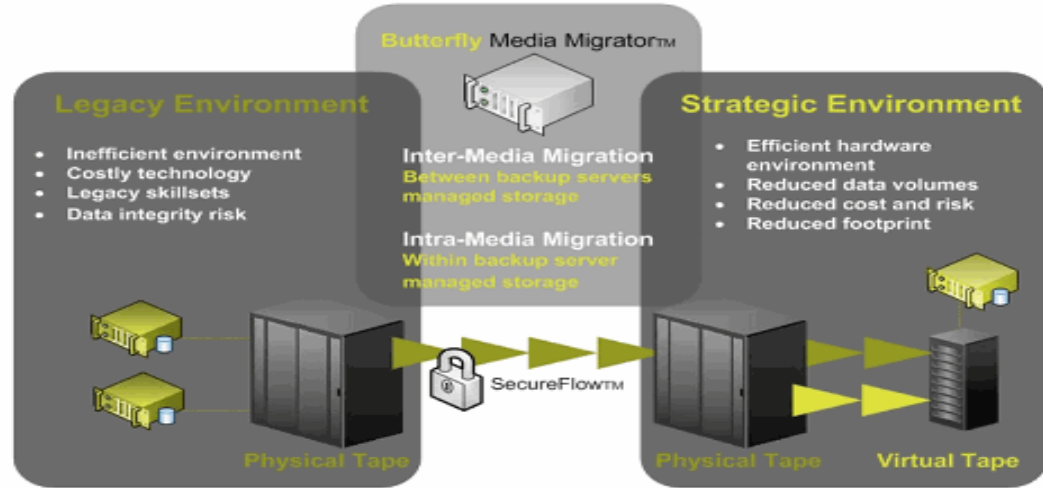 Butterfly Media Migrator™
Legacy Environment
• Inefficient environment
• Costly technology
• Legacy skillsets
• Data integrity risk
Inter-Media Migration
Between backup servers
managed storage
Intra-Media Migration
Within backup server
managed storage
Strategic Environment
• Efficient hardware
environment
• Reduced data volumes
• Reduced cost and risk
• Reduced footprint
SecureFlow™
Physical Tape
Physical Tape
Virtual Tape